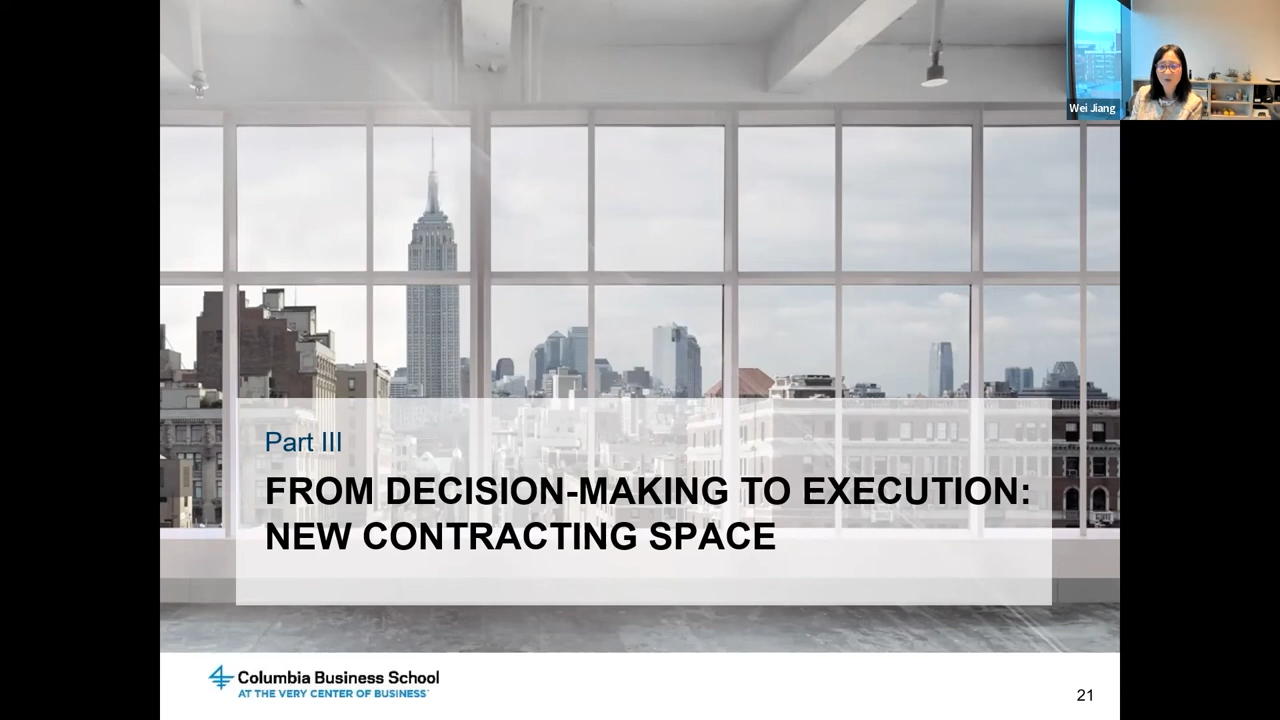 Wei Jiang
Part III
FROM DECISION-MAKING TO EXECUTION:
NEW CONTRACTING SPACE
Columbia Business School
AT THE VERY CENTER OF BUSINESS
21